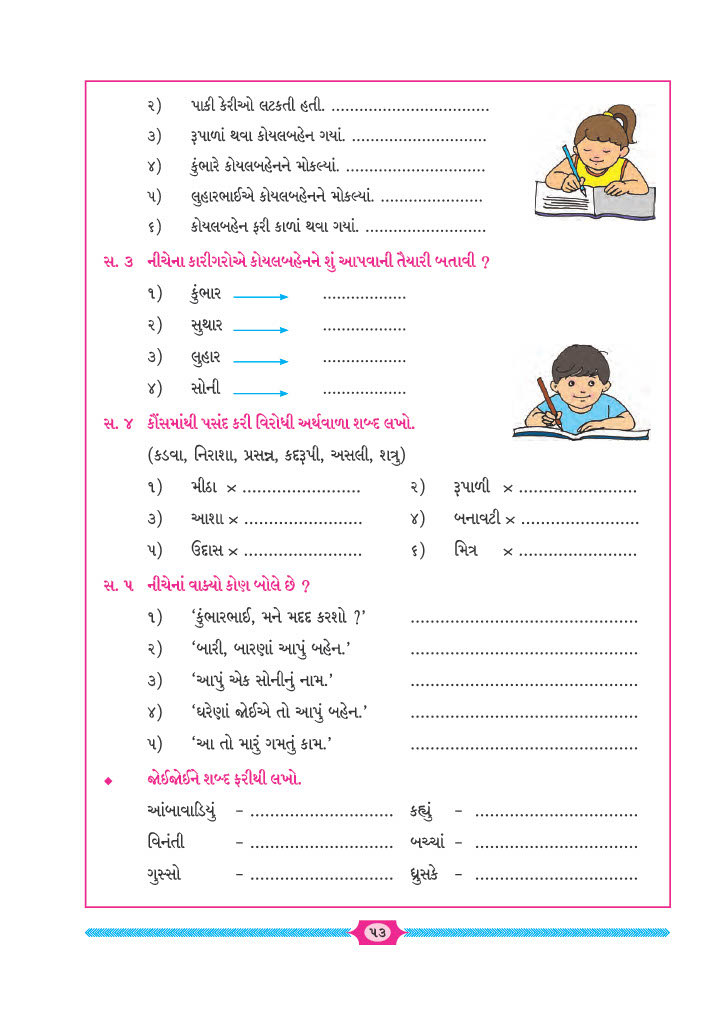 ૨) પાકી કેરીઓ લટકતી હતી. ..................................
૩) રૂપાળાં થવા કોયલબહેન ગયાં. .............................
૪) કુંભારે કોયલબહેનને મોકલ્યાં. ..............................
૫) લુહારભાઈએ કોયલબહેનને મોકલ્યાં. ......................
૬) કોયલબહેન ફરી કાળાં થવા ગયાં. ..........................
સ. ૩ નીચેના કારીગરોએ કોયલબહેનને શું આપવાની તૈયારી બતાવી ?
૧) કુંભાર → ..................
૨) સુથાર → ..................
૩) લુહાર → ..................
૪) સોની → ..................
સ. ૪ કૌંસમાંથી પસંદ કરી વિરોધી અર્થવાળા શબ્દ લખો.
(કડવા, નિરાશા, પ્રસન્ન, કદરૂપી, અસલી, શત્રુ)
૧) મીઠા × ........................ ૨) રૂપાળી × ........................
૩) આશા × ........................ ૪) બનાવટી × ........................
૫) ઉદાસ × ........................ ૬) મિત્ર × ........................
સ. ૫ નીચેનાં વાક્યો કોણ બોલે છે ?
૧) ‘કુંભારભાઈ, મને મદદ કરશો ?’ ..............................................
૨) ‘બારી, બારણાં આપું બહેન.’ ..............................................
૩) ‘આપું એક સોનીનું નામ.’ ..............................................
૪) ‘ઘરેણાં જોઈએ તો આપું બહેન.’ ..............................................
૫) ‘આ તો મારું ગમતું કામ.’ ..............................................
◆ જોઈજોઈને શબ્દ ફરીથી લખો.
આંબાવાડિયું – ............................. કહ્યું – .................................
વિનંતી – ............................. બચ્ચાં – .................................
ગુસ્સો – ............................. ધ્રુસકે – .................................
૫૩